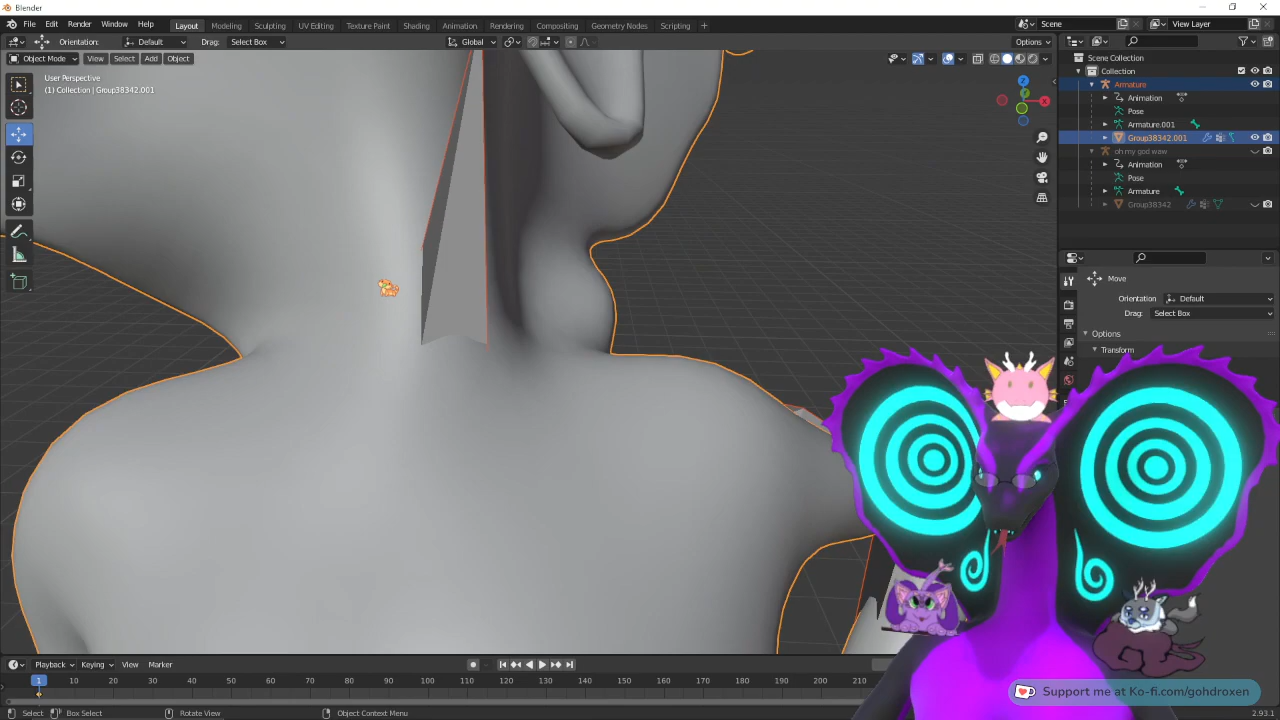 Blender
File Edit Render Window Help Layout Modeling Sculpting UV Editing Texture Paint Shading Animation Rendering Compositing Geometry Nodes Scripting + Scene View Layer
Orientation: Default Drag: Select Box Global Options
Object Mode View Select Add Object
User Perspective
(1) Collection | Group38342.001
Z
X
Scene Collection
Collection
Armature
Animation
Pose
Armature.001
Group38342.001
oh my god waw
Animation
Pose
Armature
Group38342
Move
Orientation Default
Drag: Select Box
Options
Transform
Playback Keying View Marker
1 10 20 30 40 50 60 70 80 90 100 110 120 130 140 150 160 170 180 190 200 210
Select Box Select Rotate View Object Context Menu 2.93.1
Support me at Ko-fi.com/gohdroxen